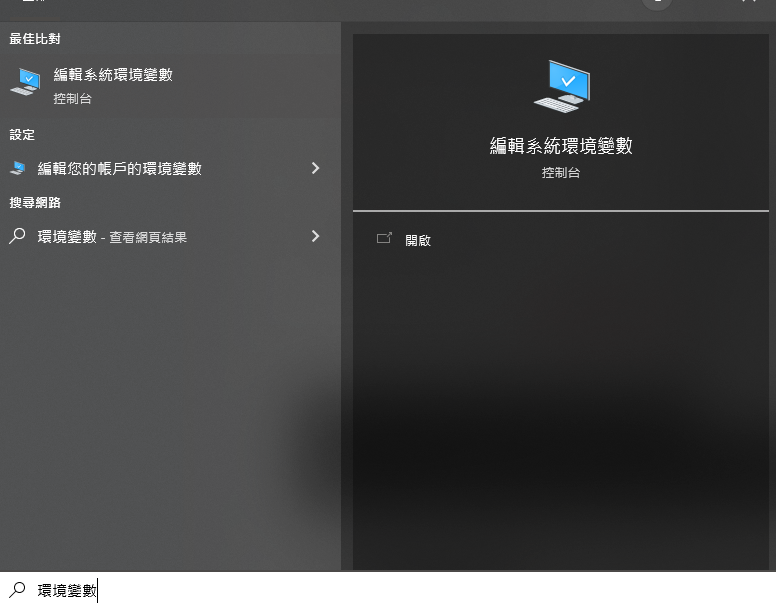 最佳比對
編輯系統環境變數
控制台
設定
編輯您的帳戶的環境變數
搜尋網路
環境變數 - 查看網頁結果
編輯系統環境變數
控制台
開啟
環境變數